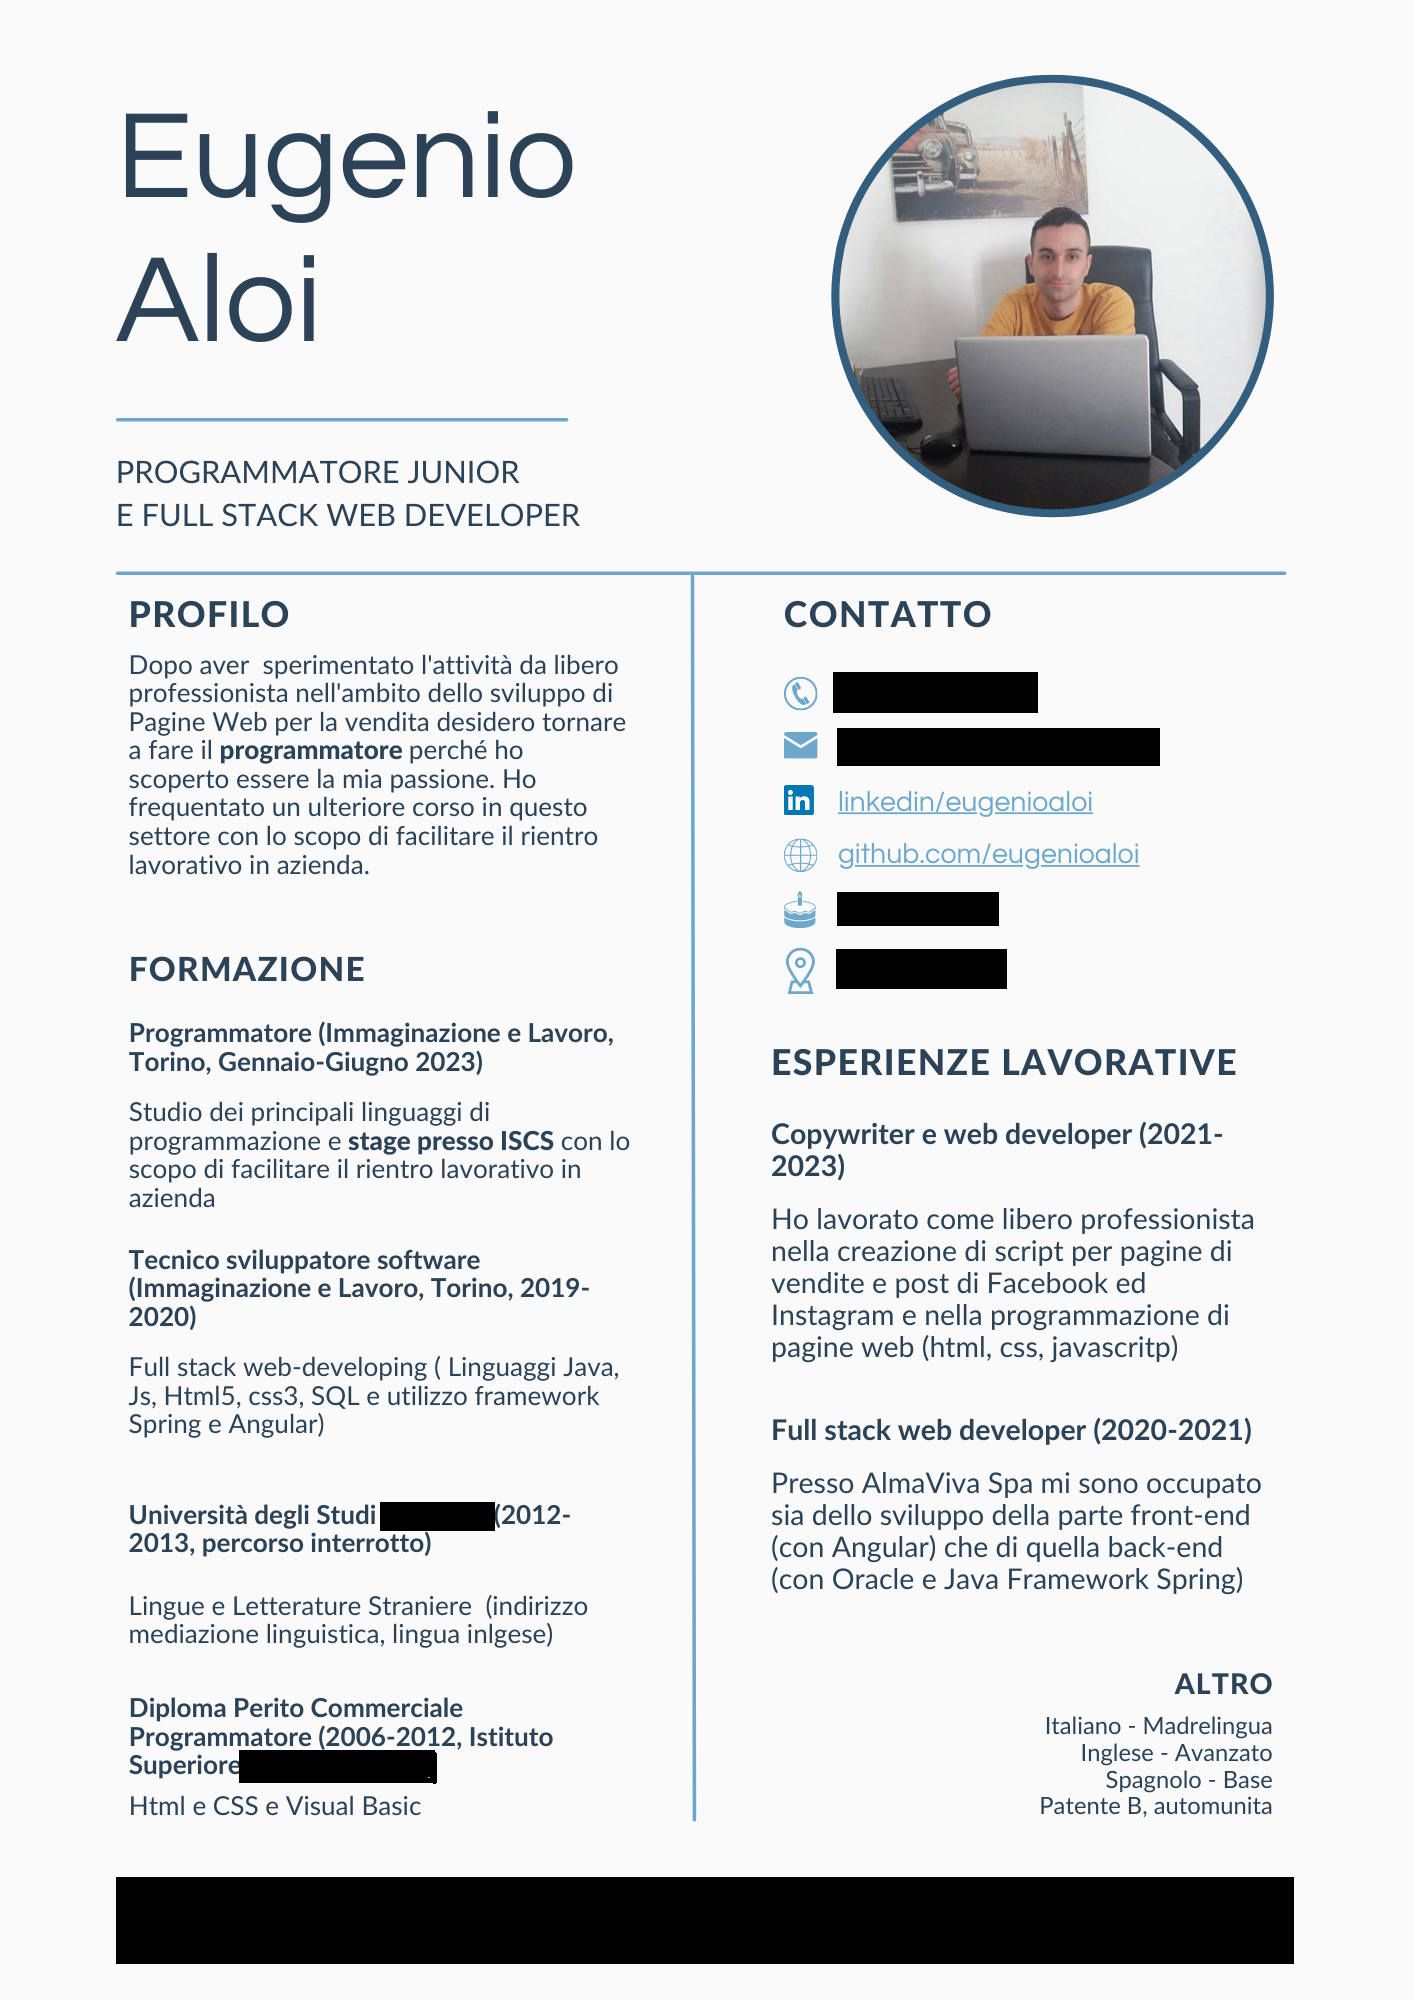 Eugenio
Aloi
PROGRAMMATORE JUNIOR
E FULL STACK WEB DEVELOPER
PROFILO
Dopo aver  sperimentato l'attività da libero
professionista nell'ambito dello sviluppo di
Pagine Web per la vendita desidero tornare
a fare il programmatore perché ho
scoperto essere la mia passione. Ho
frequentato un ulteriore corso in questo
settore con lo scopo di facilitare il rientro
lavorativo in azienda.
FORMAZIONE
Programmatore (Immaginazione e Lavoro,
Torino, Gennaio-Giugno 2023)
Studio dei principali linguaggi di
programmazione e stage presso ISCS con lo
scopo di facilitare il rientro lavorativo in
azienda
Tecnico sviluppatore software
(Immaginazione e Lavoro, Torino, 2019-
2020)
Full stack web-developing ( Linguaggi Java,
Js, Html5, css3, SQL e utilizzo framework
Spring e Angular)
Università degli Studi (2012-
2013, percorso interrotto)
Lingue e Letterature Straniere  (indirizzo
mediazione linguistica, lingua inlgese)
Diploma Perito Commerciale
Programmatore (2006-2012, Istituto
Superiore
Html e CSS e Visual Basic
CONTATTO
in
linkedin/eugenioaloi
github.com/eugenioaloi
ESPERIENZE LAVORATIVE
Copywriter e web developer (2021-
2023)
Ho lavorato come libero professionista
nella creazione di script per pagine di
vendite e post di Facebook ed
Instagram e nella programmazione di
pagine web (html, css, javascritp)
Full stack web developer (2020-2021)
Presso AlmaViva Spa mi sono occupato
sia dello sviluppo della parte front-end
(con Angular) che di quella back-end
(con Oracle e Java Framework Spring)
ALTRO
Italiano - Madrelingua
Inglese - Avanzato
Spagnolo - Base
Patente B, automunita